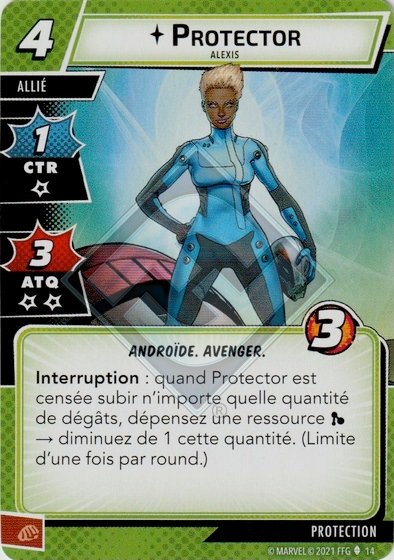 4
PROTECTOR
ALEXIS
ALLIÉ
1
CTR
3
ATQ
3
ANDROÏDE. AVENGER.
Interruption : quand Protector est
censée subir n'importe quelle quantité
de dégâts, dépensez une ressource
→ diminuez de 1 cette quantité. (Limite
d'une fois par round.)
®
PROTECTION
© MARVEL © 2021 FFG 14